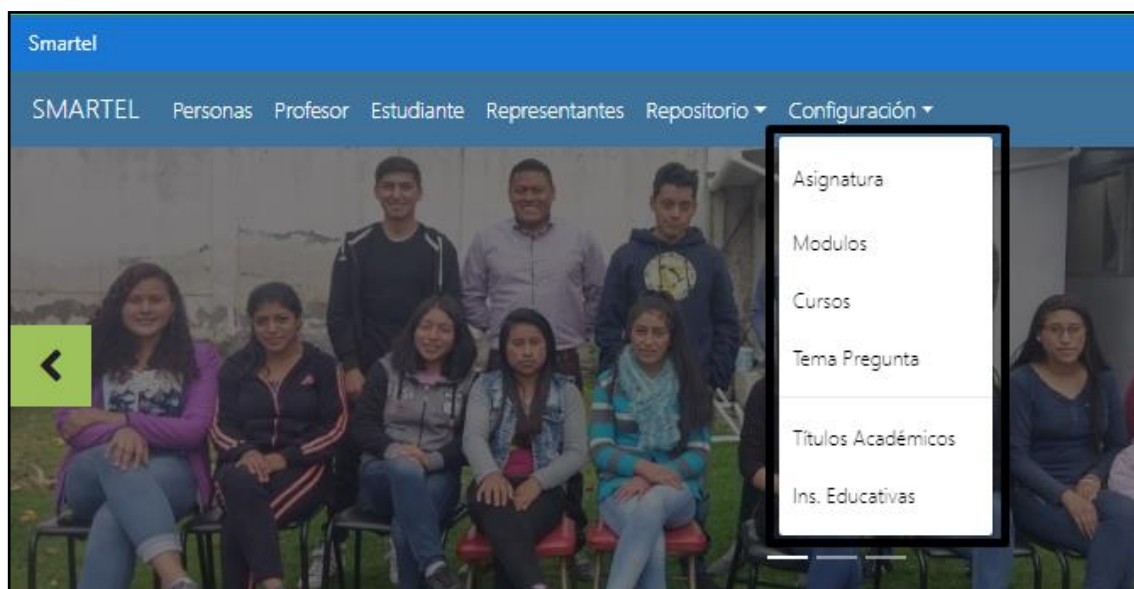 Smartel
SMARTEL Personas Profesor Estudiante Representantes Repositorio Configuración
Asignatura
Modulos
Cursos
Tema Pregunta
Títulos Académicos
Ins. Educativas